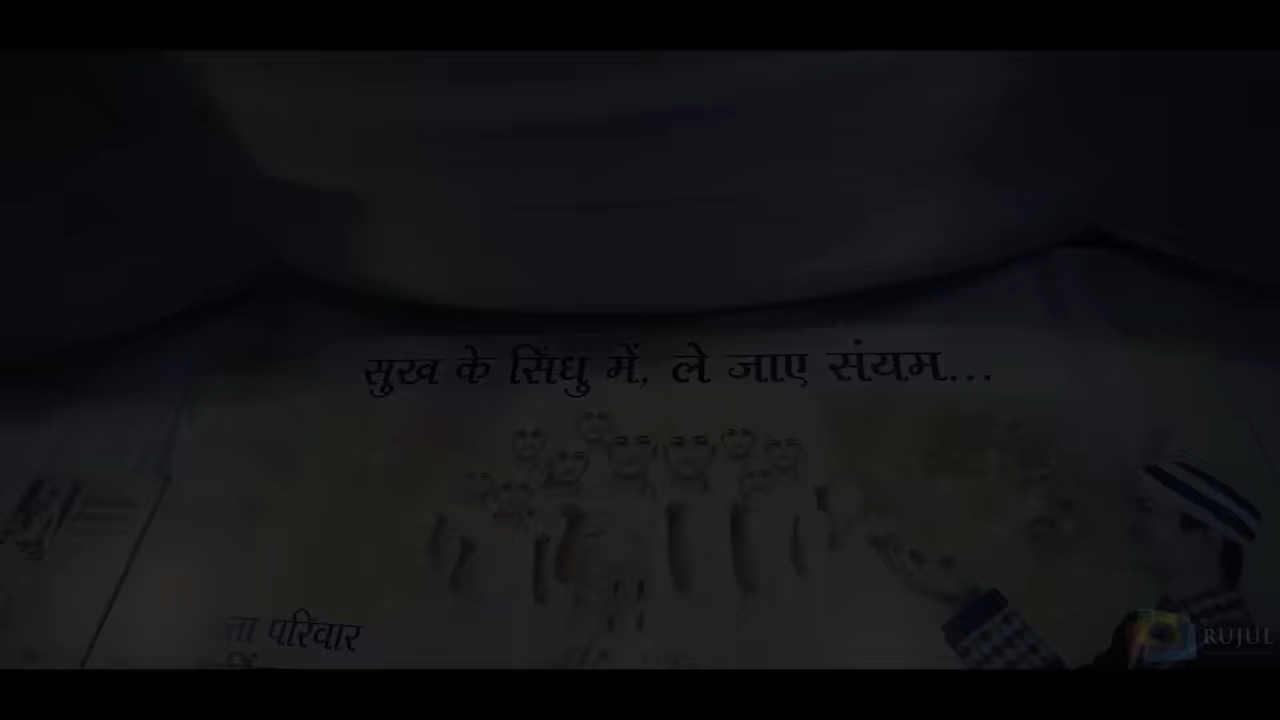 सुख के सिंधु में, ले जाए संयम...
ता परिवार
RUJUL